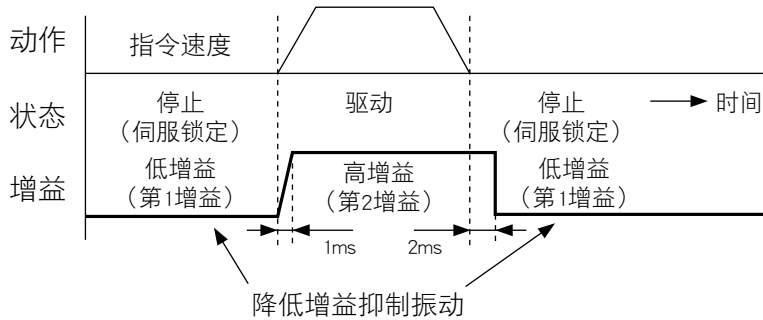 动作
指令速度
状态
停止
(伺服锁定)
驱动
停止
(伺服锁定)
时间
增益
低增益
(第1增益)
高增益
(第2增益)
低增益
(第1增益)
1ms
2ms
降低增益抑制振动